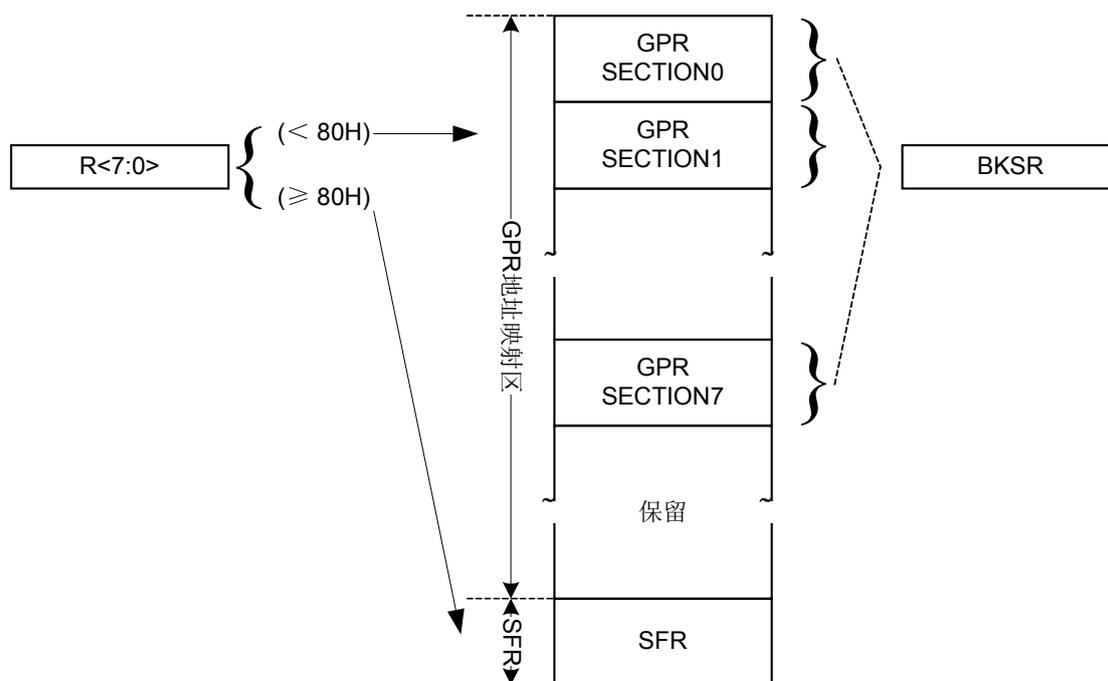 GPR
SECTION0
GPR
SECTION1
(＜ 80H)
R<7:0>
(≥ 80H)
BKSR
GPR地址映射区
GPR
SECTION7
保留
SFR
SFR
~
~
~
~